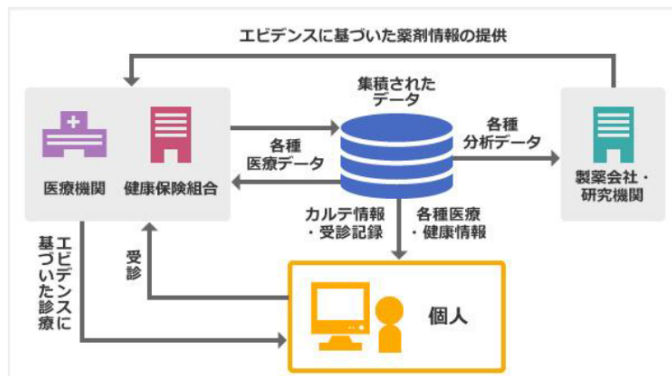 エビデンスに基づいた薬剤情報の提供
集積された
データ
各種
医療データ
各種
分析データ
医療機関
健康保険組合
製薬会社・
研究機関
カルテ情報
・受診記録
各種医療
・健康情報
エビデンスに
基づいた診療
受診
個人